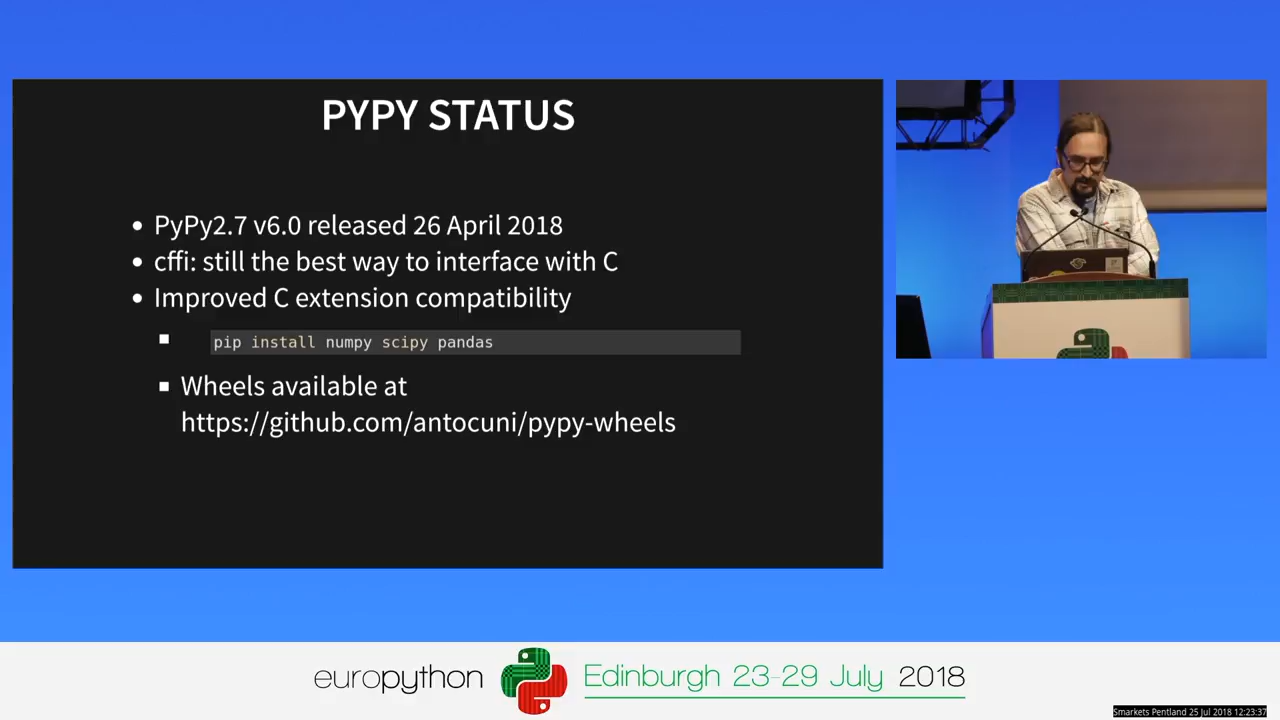 PYPY STATUS
PyPy2.7 v6.0 released 26 April 2018
cffi: still the best way to interface with C
Improved C extension compatibility
pip install numpy scipy pandas
Wheels available at
https://github.com/antocuni/pypy-wheels
europython Edinburgh 23-29 July 2018
Smarkets Pentland 25 Jul 2018 12:23:37